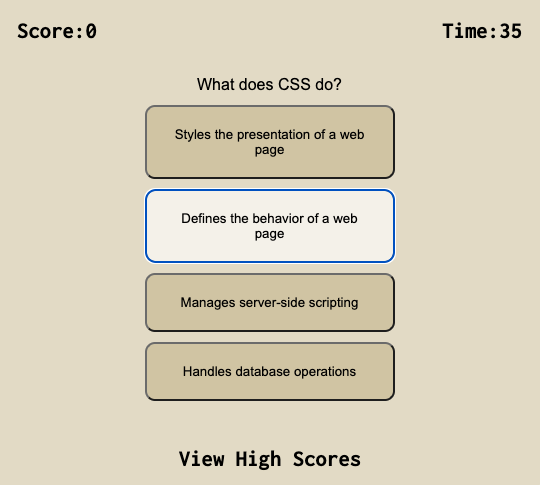 Score:0
Time:35
What does CSS do?
Styles the presentation of a web
page
Defines the behavior of a web
page
Manages server-side scripting
Handles database operations
View High Scores